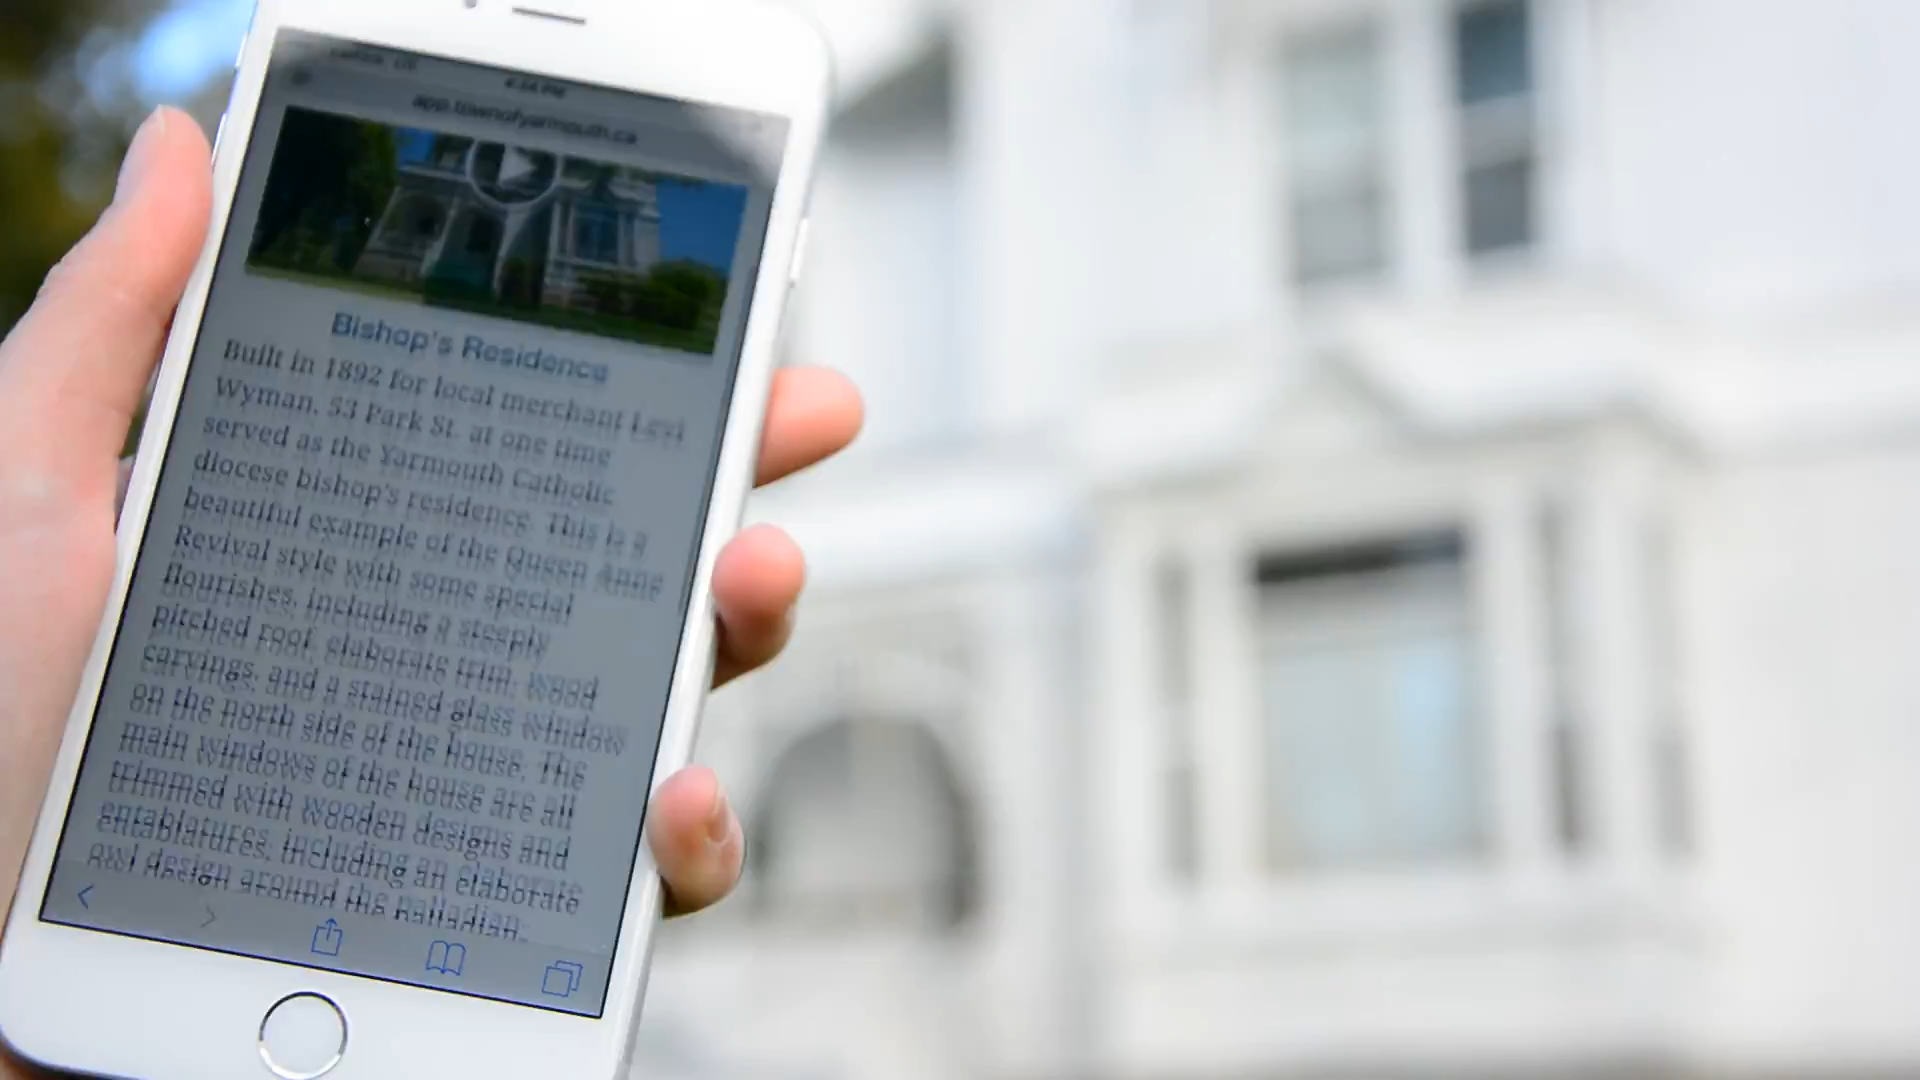 4:34 PM
app.townofyarmouth.ca
Bishop's Residence
Built in 1892 for local merchant Levi
Wyman, 53 Park St. at one time
served as the Yarmouth Catholic
diocese bishop's residence. This is a
beautiful example of the Queen Anne
Revival style with some special
flourishes, including a steeply
pitched roof, elaborate trim, wood
carvings, and a stained glass window
on the north side of the house. The
main windows of the house are all
trimmed with wooden designs and
entablatures, including an elaborate
owl design around the palladian